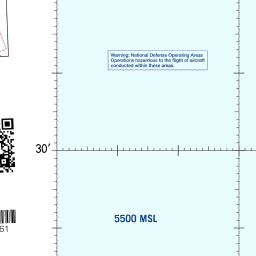 Warning: National Defense Operating Areas
Operations hazardous to the flight of aircraft
conducted within these areas.
30'
5500 MSL
61